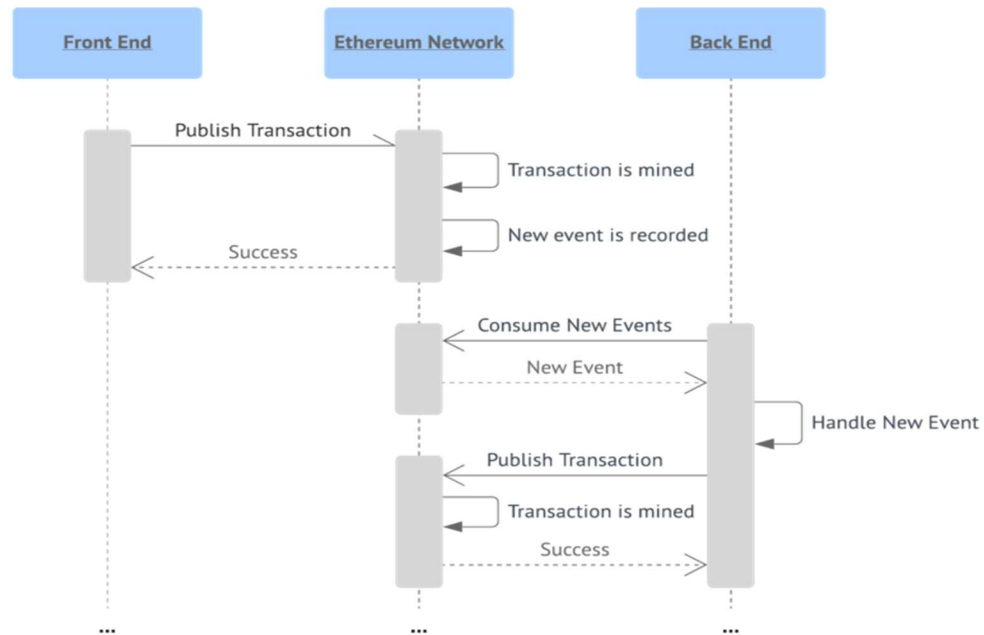 Front End
Ethereum Network
Back End
Publish Transaction
Transaction is mined
New event is recorded
Success
Consume New Events
New Event
Handle New Event
Publish Transaction
Transaction is mined
Success
... ... ...